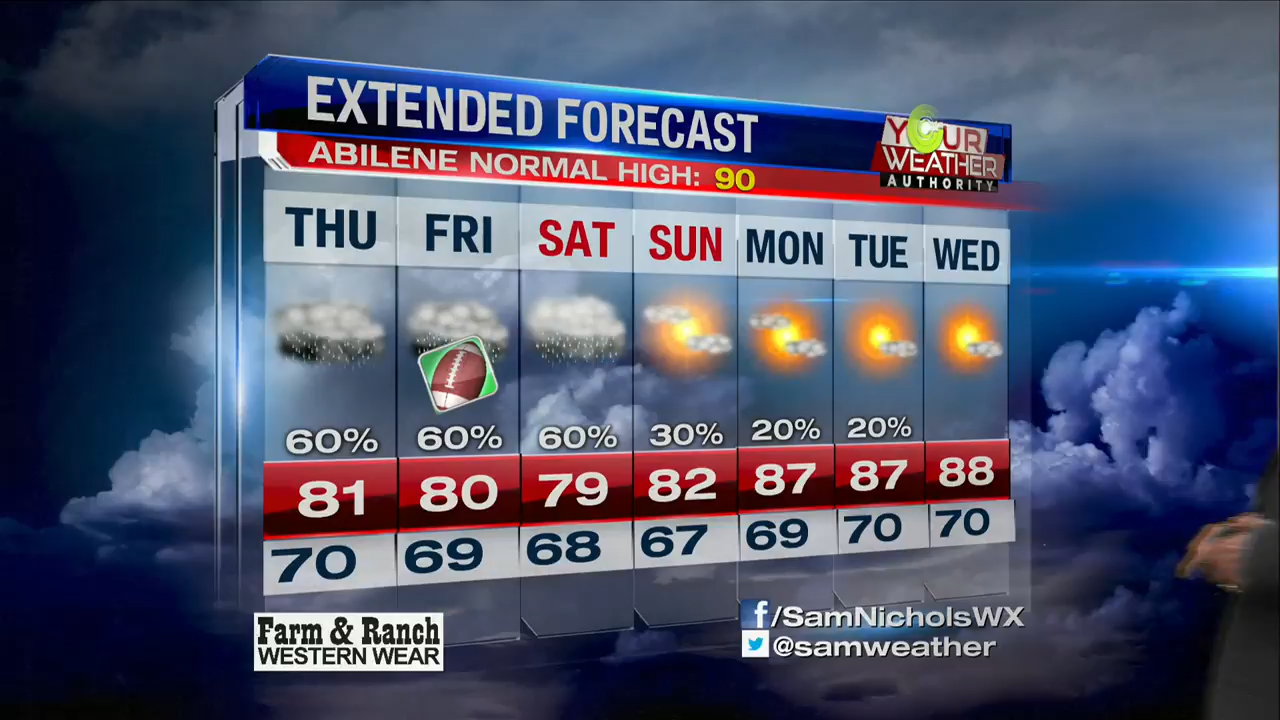 EXTENDED FORECAST
ABILENE NORMAL HIGH: 90
YOUR
WEATHER
AUTHORITY
THU FRI SAT SUN MON TUE WED
60% 60% 60% 30% 20% 20%
81 80 79 82 87 87 88
70 69 68 67 69 70 70
Farm & Ranch
WESTERN WEAR
f/SamNicholsWX
@samweather